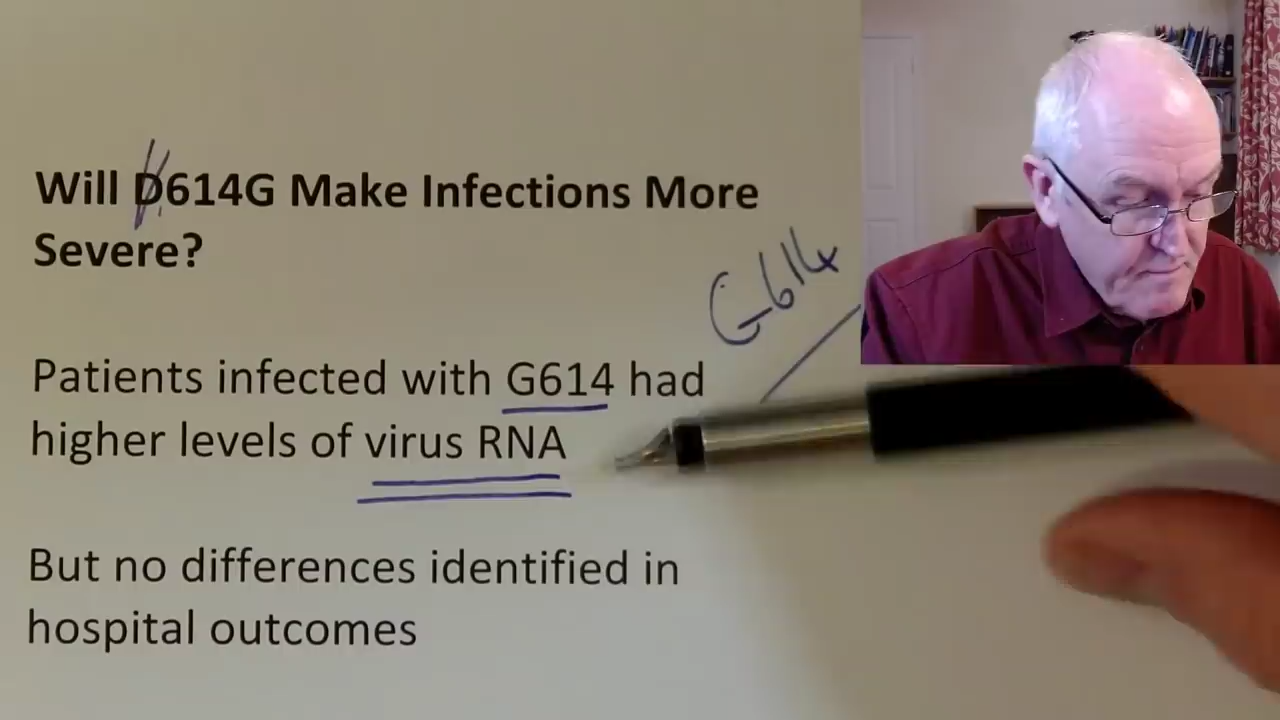 Will D614G Make Infections More
Severe?
G614
Patients infected with G614 had
higher levels of virus RNA
But no differences identified in
hospital outcomes